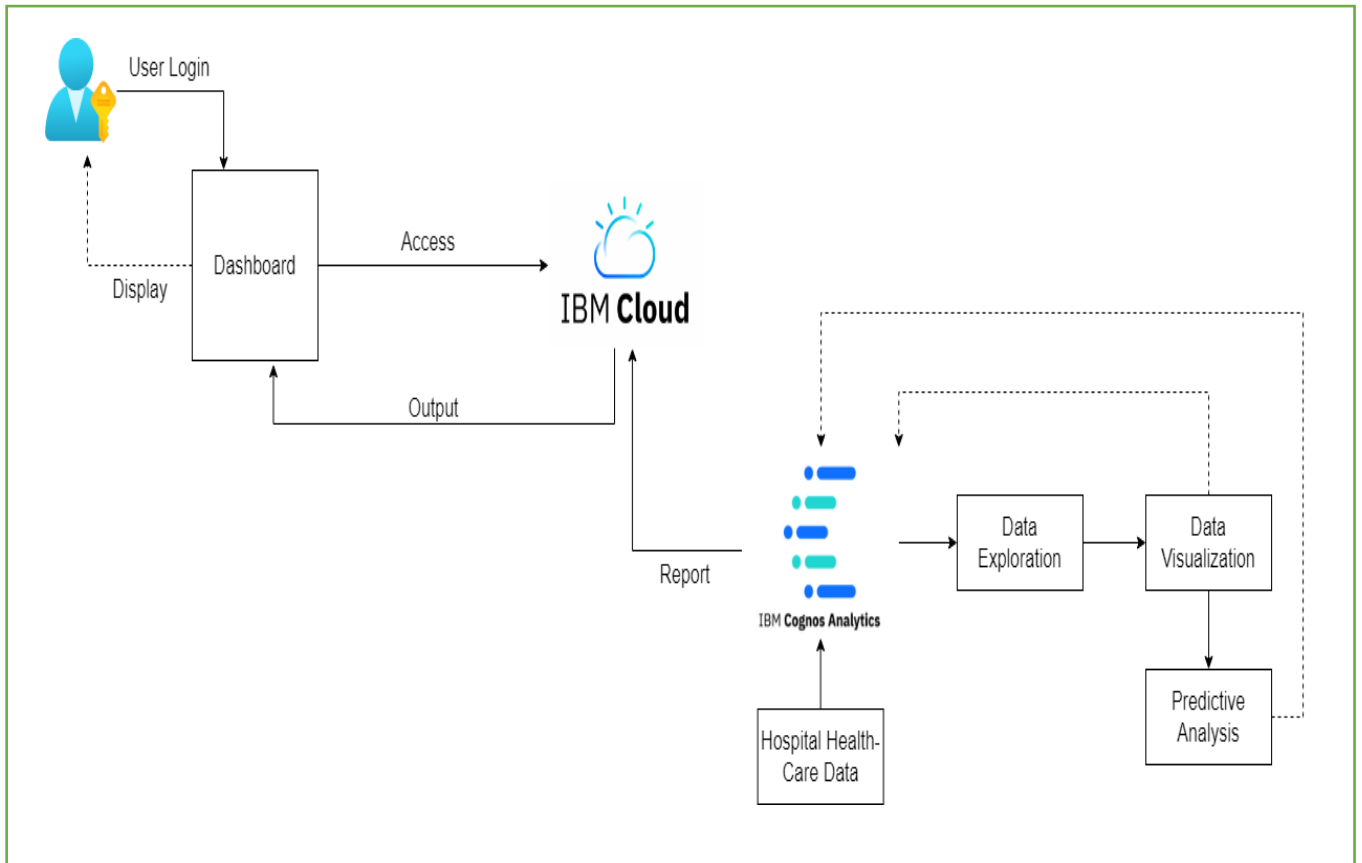 User Login
Dashboard
Access
Display
IBM Cloud
Output
Report
IBM Cognos Analytics
Data
Exploration
Data
Visualization
Predictive
Analysis
Hospital Health-
Care Data